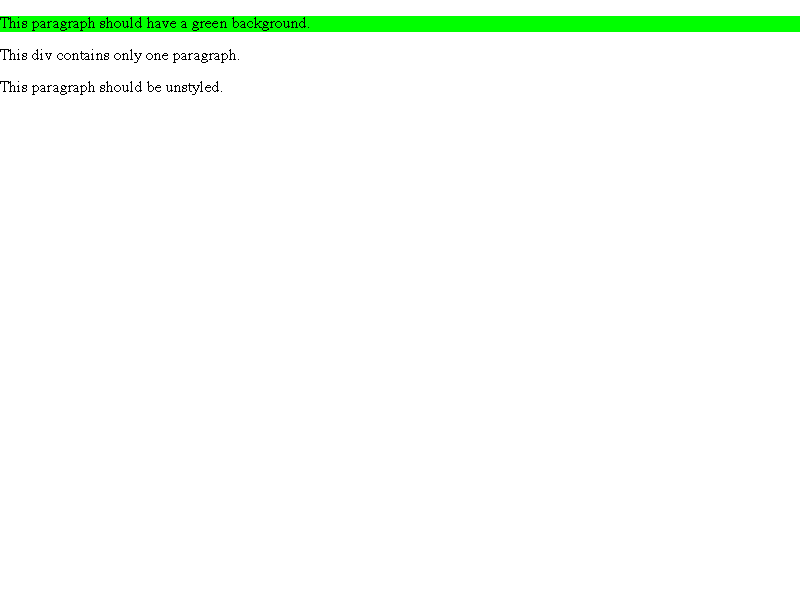 This paragraph should have a green background.
This div contains only one paragraph.
This paragraph should be unstyled.